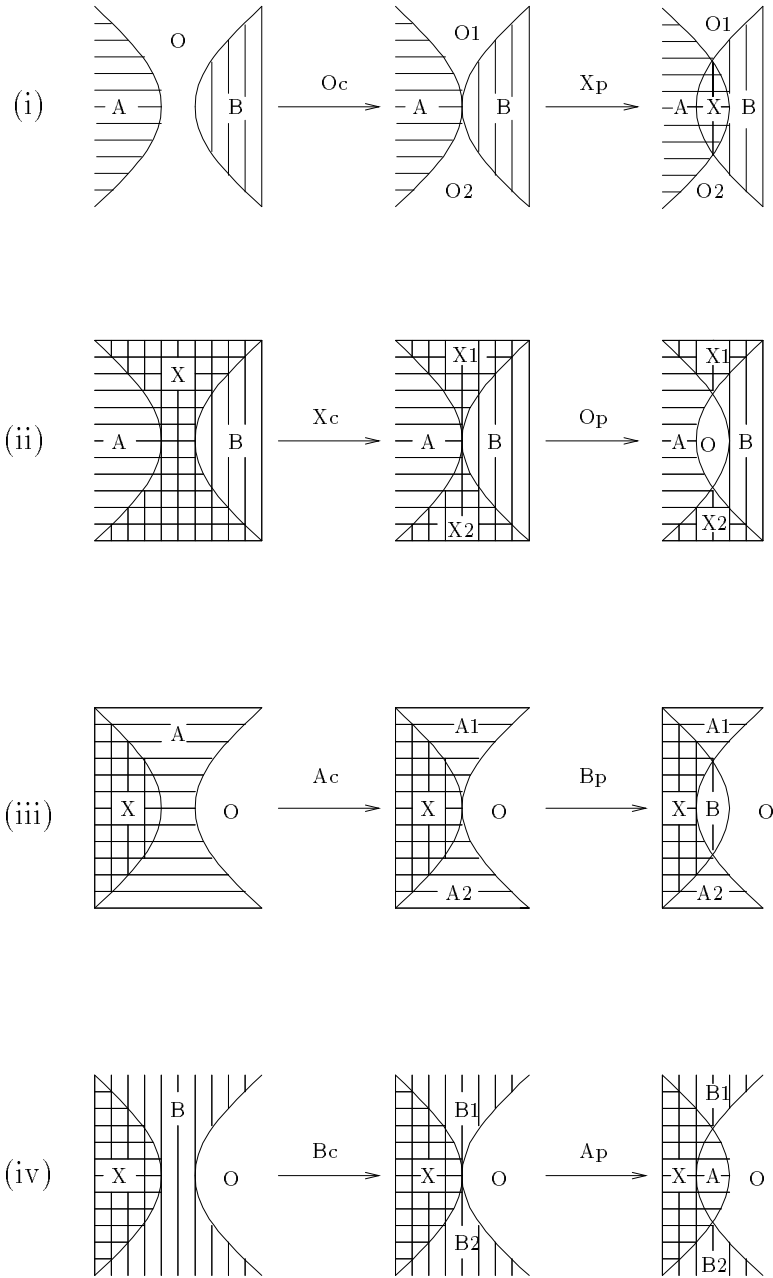 O O1 O1
Oc Xp
(i) A B A B A X B
O2 O2
X X1 X1
Xc Op
(ii) A B A B A O B
X2 X2
A A1 A1
Ac Bp
(iii) X O X O X B O
A2 A2
B B1 B1
Bc Ap
(iv) X O X O X A O
B2 B2